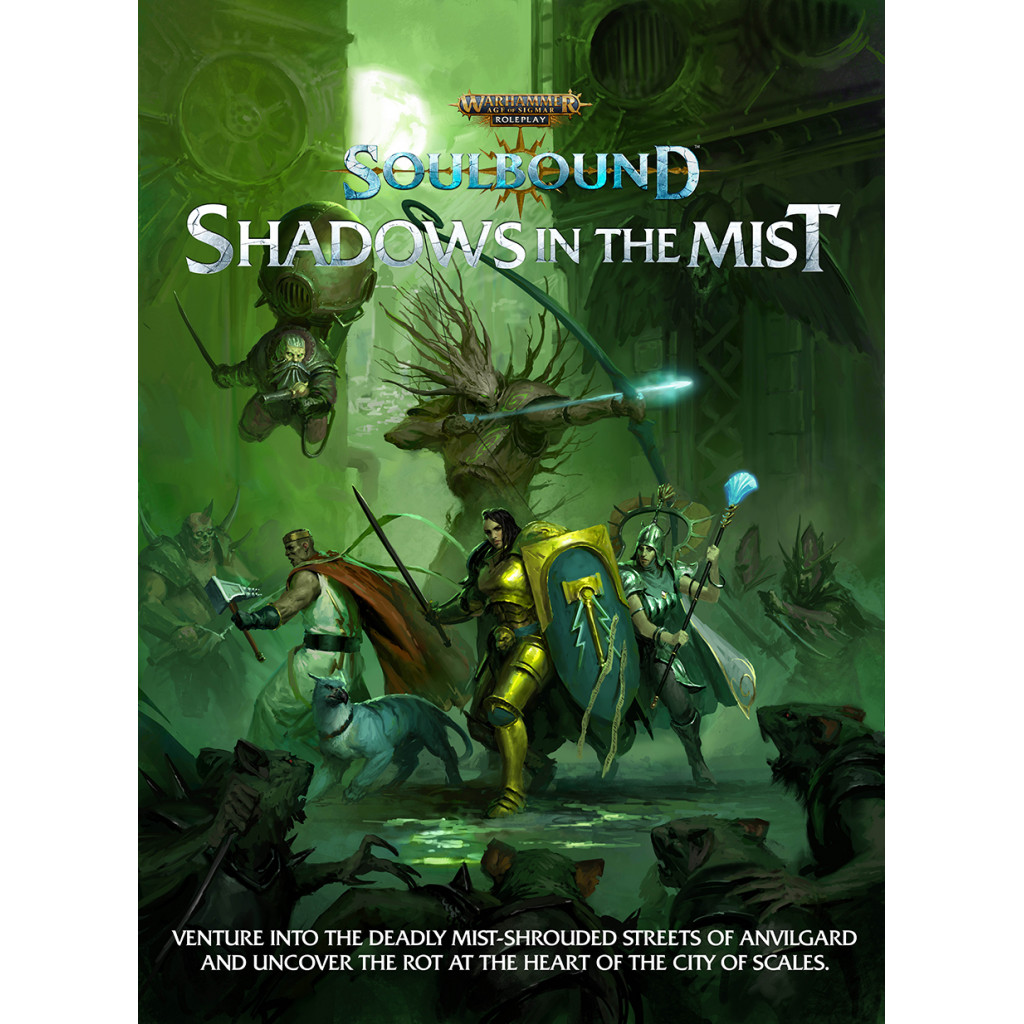 WARHAMMER
AGE OF SIGMAR
ROLEPLAY
SOULBOUND™
SHADOWS IN THE MIST
VENTURE INTO THE DEADLY MIST-SHROUDED STREETS OF ANVILGARD
AND UNCOVER THE ROT AT THE HEART OF THE CITY OF SCALES.